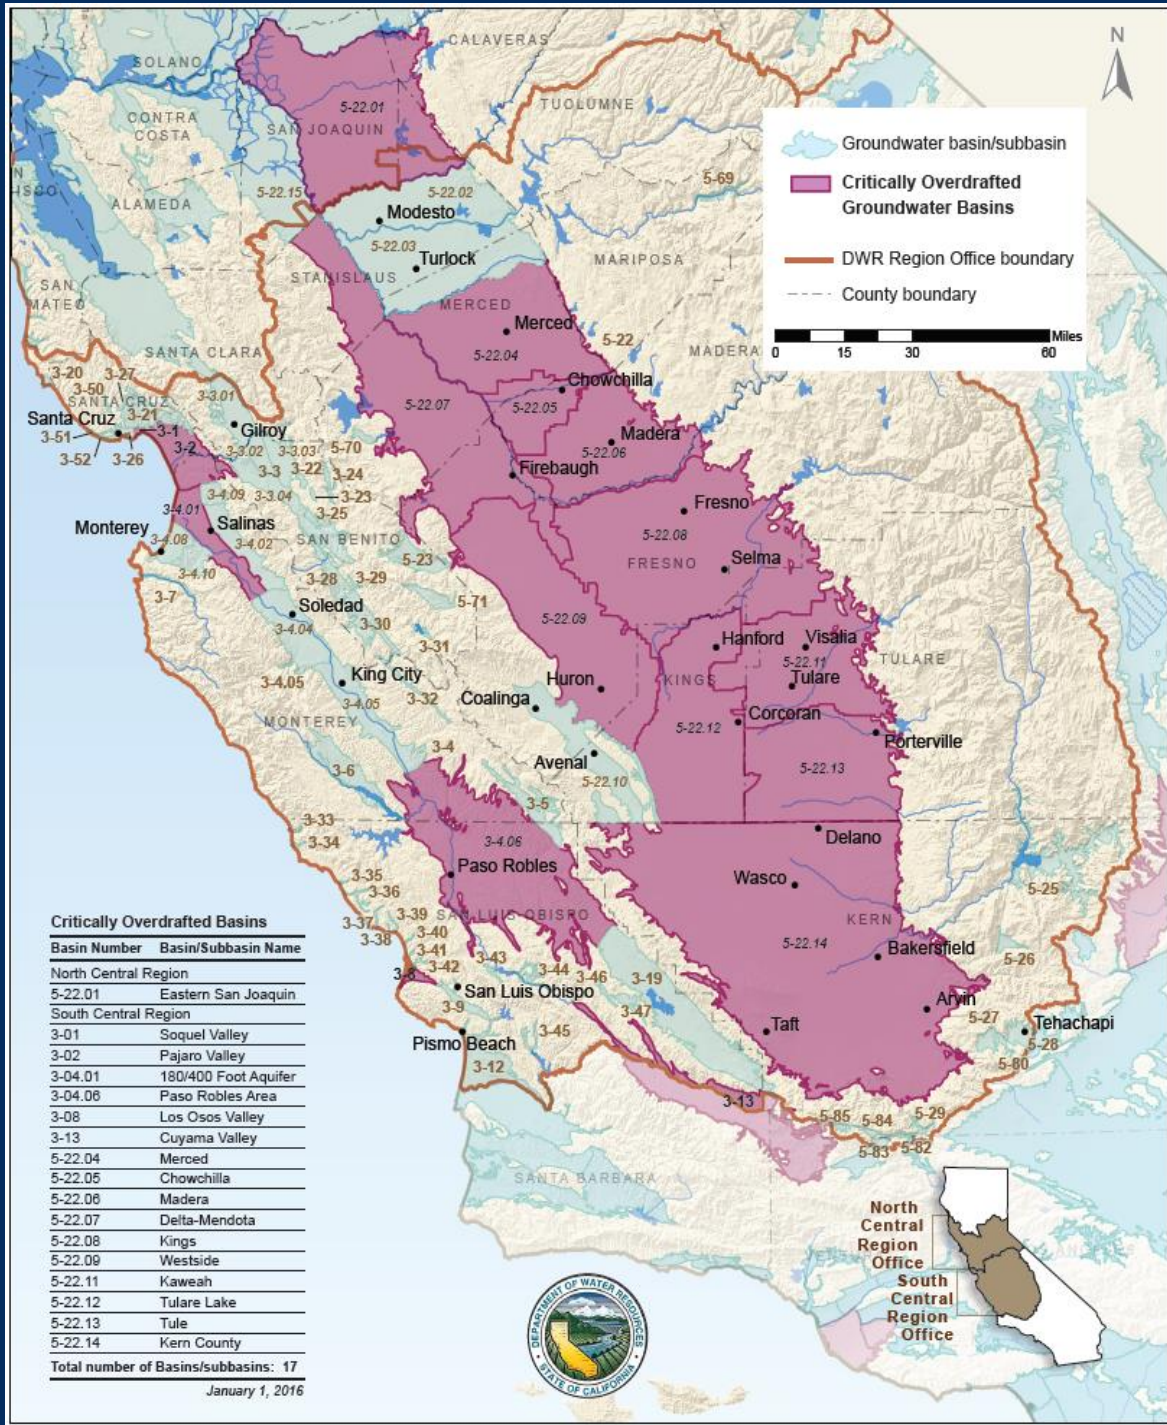 N
CALAVERAS
SOLANO
TUOLUMNE
5-22.01
CONTRA
COSTA
SAN JOAQUIN
Groundwater basin/subbasin
Critically Overdrafted
Groundwater Basins
DWR Region Office boundary
County boundary
Miles
0 15 30 60
5-69
5-22.15
5-22.02
ALAMEDA
Modesto
5-22.03
Turlock
STANISLAUS
MARIPOSA
SAN
MATEO
MERCED
Merced
5-22.04
5-22
MADERA
SANTA CLARA
3-20
3-27
3-50
SANTA CRUZ
3-3.01
3-21
Santa Cruz
3-1
3-51
3-52
3-26
3-2
Gilroy
3-3.02
3-3.03
5-70
3-3
3-22
3-24
3-4.09
3-3.04
3-23
3-25
Chowchilla
5-22.05
5-22.07
Madera
5-22.06
Firebaugh
Fresno
5-22.08
FRESNO
Selma
3-4.01
Monterey
Salinas
3-4.08
3-4.02
SAN BENITO
3-4.10
5-23
3-7
3-28
3-29
5-71
Soledad
3-4.04
3-30
5-22.09
3-31
Hanford
Visalia
5-22.11
TULARE
Tulare
KINGS
King City
3-4.05
3-4.05
3-32
Huron
Coalinga
MONTEREY
Corcoran
5-22.12
Porterville
3-4
Avenal
5-22.10
5-22.13
3-6
3-5
3-33
3-34
3-4.06
Delano
Paso Robles
3-35
3-36
Wasco
5-25
3-37
3-38
3-39
3-40
3-41
3-42
SAN LUIS OBISPO
KERN
5-22.14
Bakersfield
3-43
3-44
3-46
3-19
5-26
3-8
San Luis Obispo
3-9
3-47
Arvin
5-27
3-45
Taft
Tehachapi
5-28
Pismo Beach
3-12
5-80
3-13
5-85
5-84
5-29
5-83
5-82
SANTA BARBARA
Critically Overdrafted Basins
Basin Number Basin/Subbasin Name
North Central Region
5-22.01 Eastern San Joaquin
South Central Region
3-01 Soquel Valley
3-02 Pajaro Valley
3-04.01 180/400 Foot Aquifer
3-04.06 Paso Robles Area
3-08 Los Osos Valley
3-13 Cuyama Valley
5-22.04 Merced
5-22.05 Chowchilla
5-22.06 Madera
5-22.07 Delta-Mendota
5-22.08 Kings
5-22.09 Westside
5-22.11 Kaweah
5-22.12 Tulare Lake
5-22.13 Tule
5-22.14 Kern County
Total number of Basins/subbasins: 17
January 1, 2016
DEPARTMENT OF WATER RESOURCES
STATE OF CALIFORNIA
North
Central
Region
Office
South
Central
Region
Office